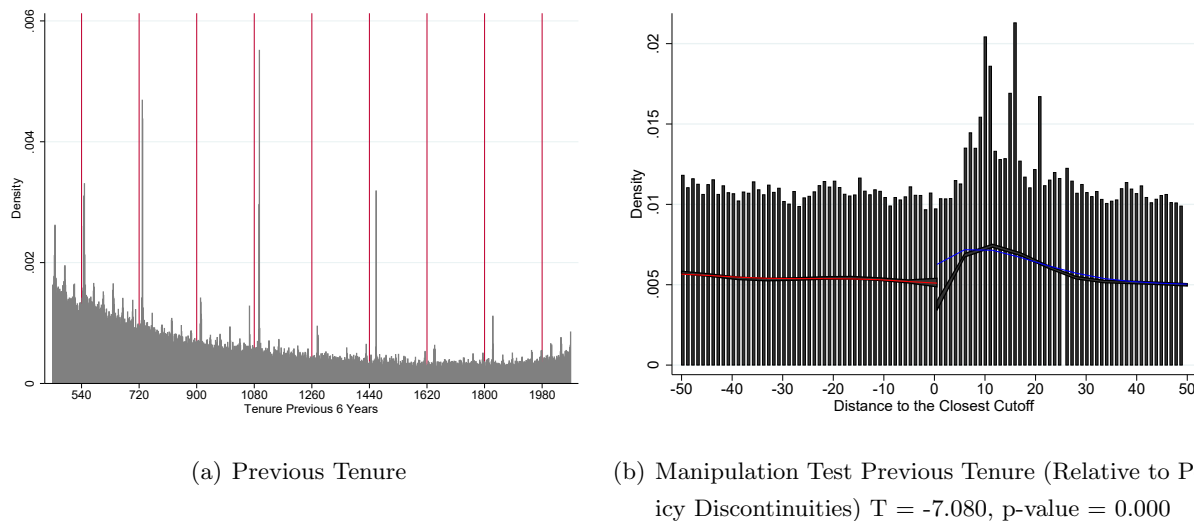 .006
.004
.002
0
Density
540 720 900 1080 1260 1440 1620 1800 1980
Tenure Previous 6 Years
.02
.015
.01
.005
0
Density
-50 -40 -30 -20 -10 0 10 20 30 40 50
Distance to the Closest Cutoff
(a) Previous Tenure
(b) Manipulation Test Previous Tenure (Relative to P
icy Discontinuities) T = -7.080, p-value = 0.000